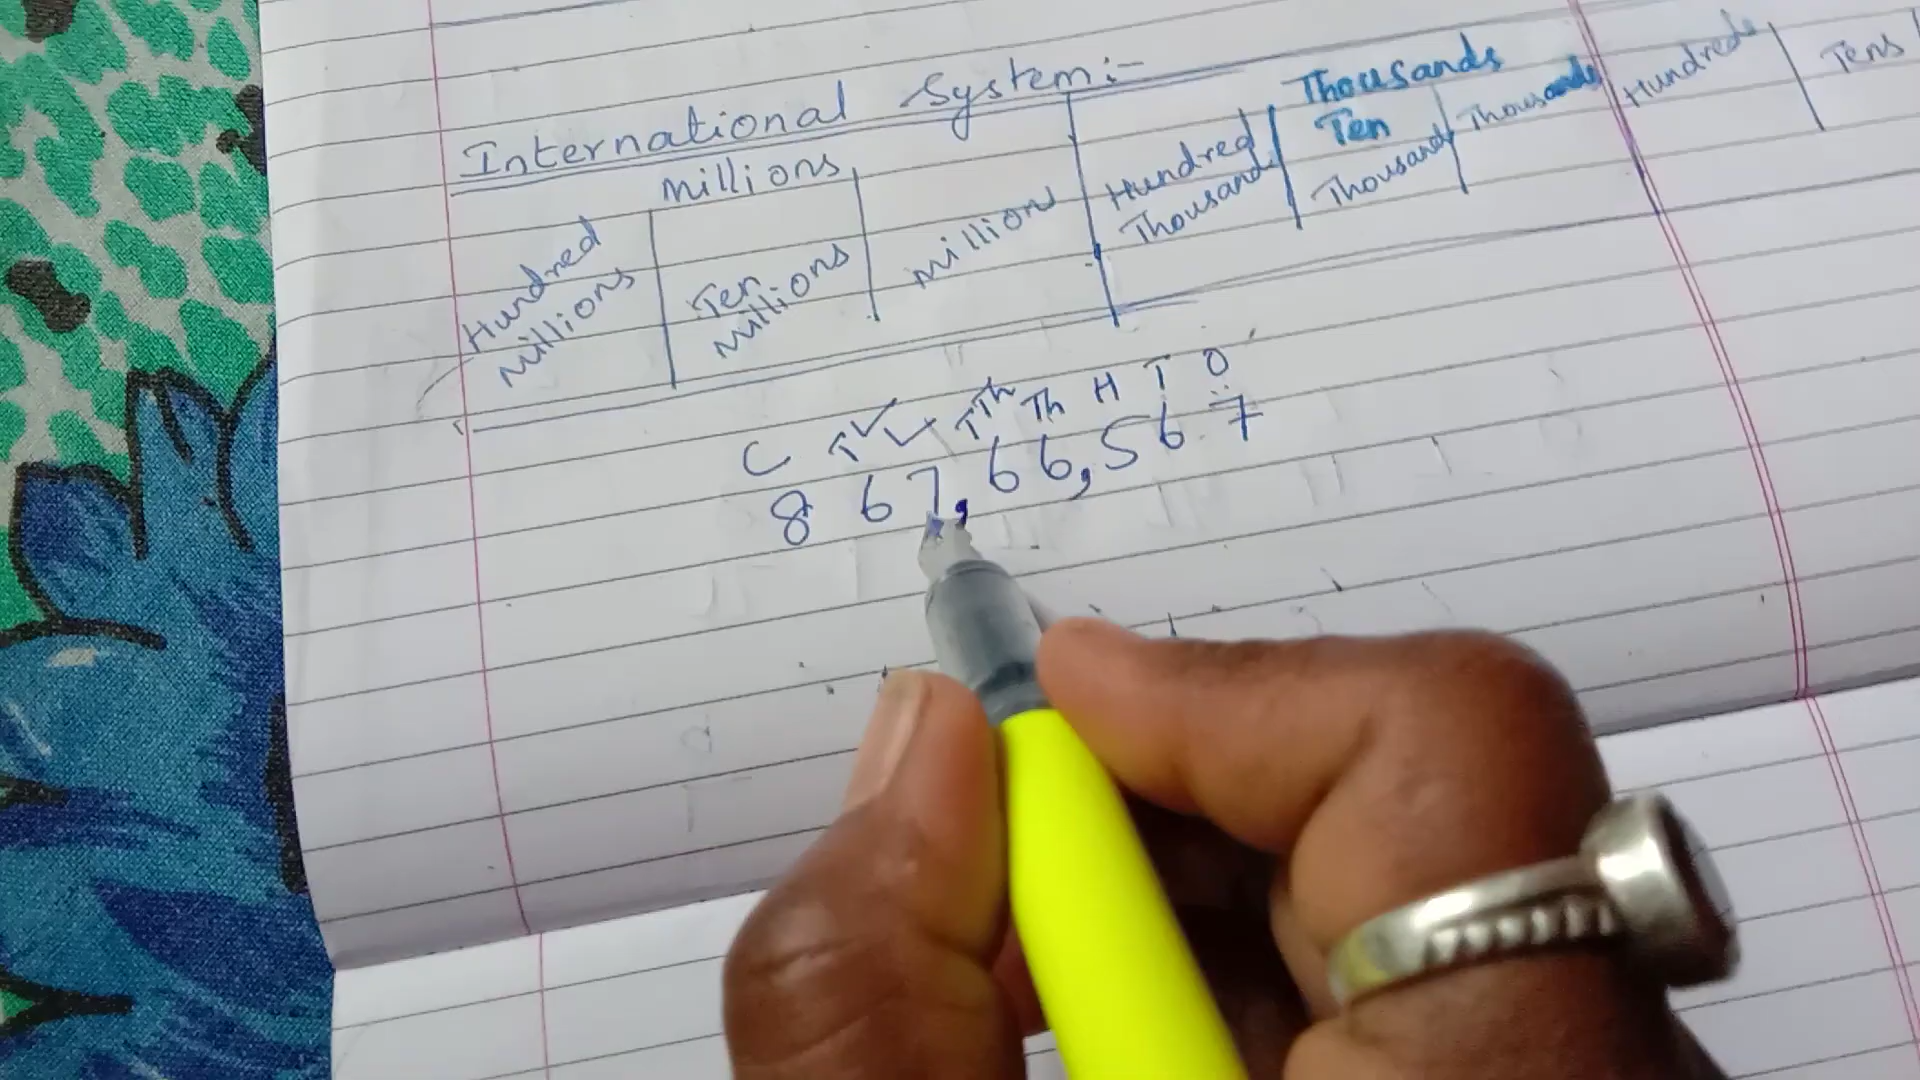 International System:-
millions Thousands
Hundred millions Ten millions millions Hundred Thousand Ten Thousand Thousands Hundreds Tens
C TL L TTh Th H T O
8 67,66,567